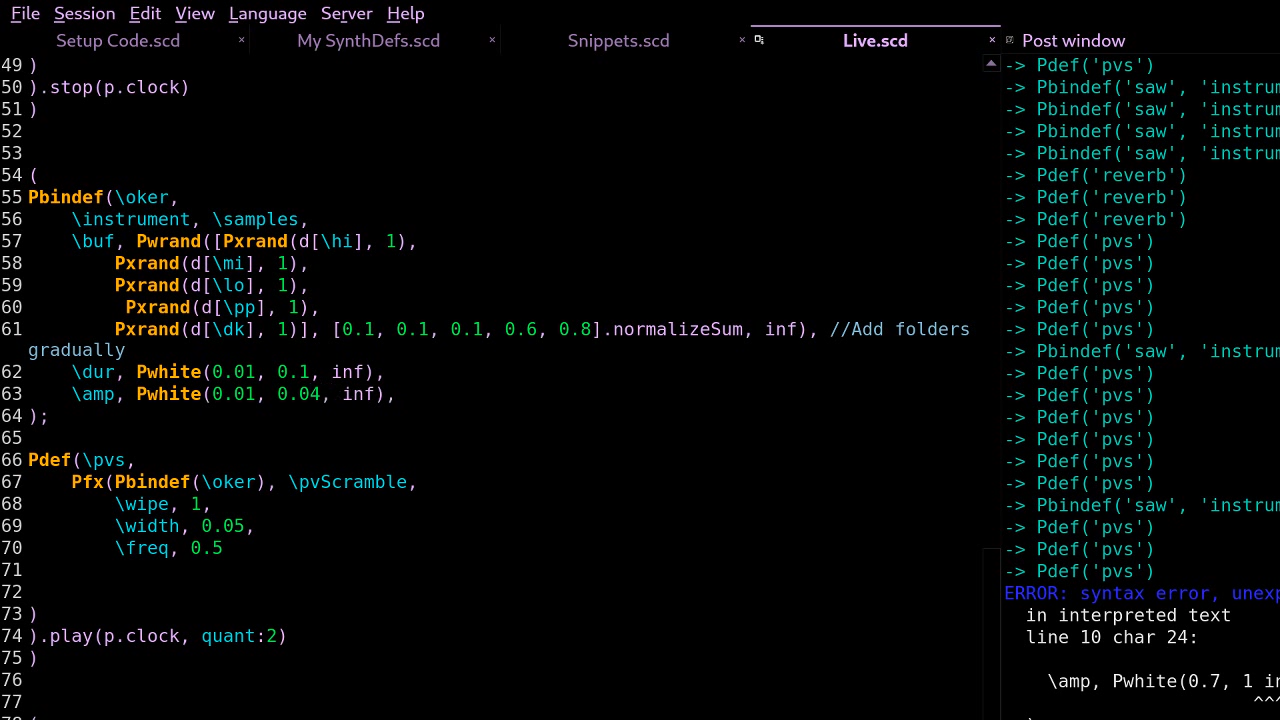 File Session Edit View Language Server Help
Setup Code.scd × My SynthDefs.scd × Snippets.scd × Live.scd × Post window
49 )
50 ).stop(p.clock)
51 )
52
53
54 (
55 Pbindef(\oker,
56 \instrument, \samples,
57 \buf, Pwrand([Pxrand(d[\hi], 1),
58 Pxrand(d[\mi], 1),
59 Pxrand(d[\lo], 1),
60 Pxrand(d[\pp], 1),
61 Pxrand(d[\dk], 1)], [0.1, 0.1, 0.1, 0.6, 0.8].normalizeSum, inf), //Add folders
gradually
62 \dur, Pwhite(0.01, 0.1, inf),
63 \amp, Pwhite(0.01, 0.04, inf),
64 );
65
66 Pdef(\pvs,
67 Pfx(Pbindef(\oker), \pvScramble,
68 \wipe, 1,
69 \width, 0.05,
70 \freq, 0.5
71
72
73 )
74 ).play(p.clock, quant:2)
75 )
76
77
-> Pdef('pvs')
-> Pbindef('saw', 'instrum
-> Pbindef('saw', 'instrum
-> Pbindef('saw', 'instrum
-> Pbindef('saw', 'instrum
-> Pdef('reverb')
-> Pdef('reverb')
-> Pdef('reverb')
-> Pdef('pvs')
-> Pdef('pvs')
-> Pdef('pvs')
-> Pdef('pvs')
-> Pdef('pvs')
-> Pbindef('saw', 'instrum
-> Pdef('pvs')
-> Pdef('pvs')
-> Pdef('pvs')
-> Pdef('pvs')
-> Pdef('pvs')
-> Pdef('pvs')
-> Pbindef('saw', 'instrum
-> Pdef('pvs')
-> Pdef('pvs')
-> Pdef('pvs')
ERROR: syntax error, unexp
in interpreted text
line 10 char 24:
\amp, Pwhite(0.7, 1 in
^^^